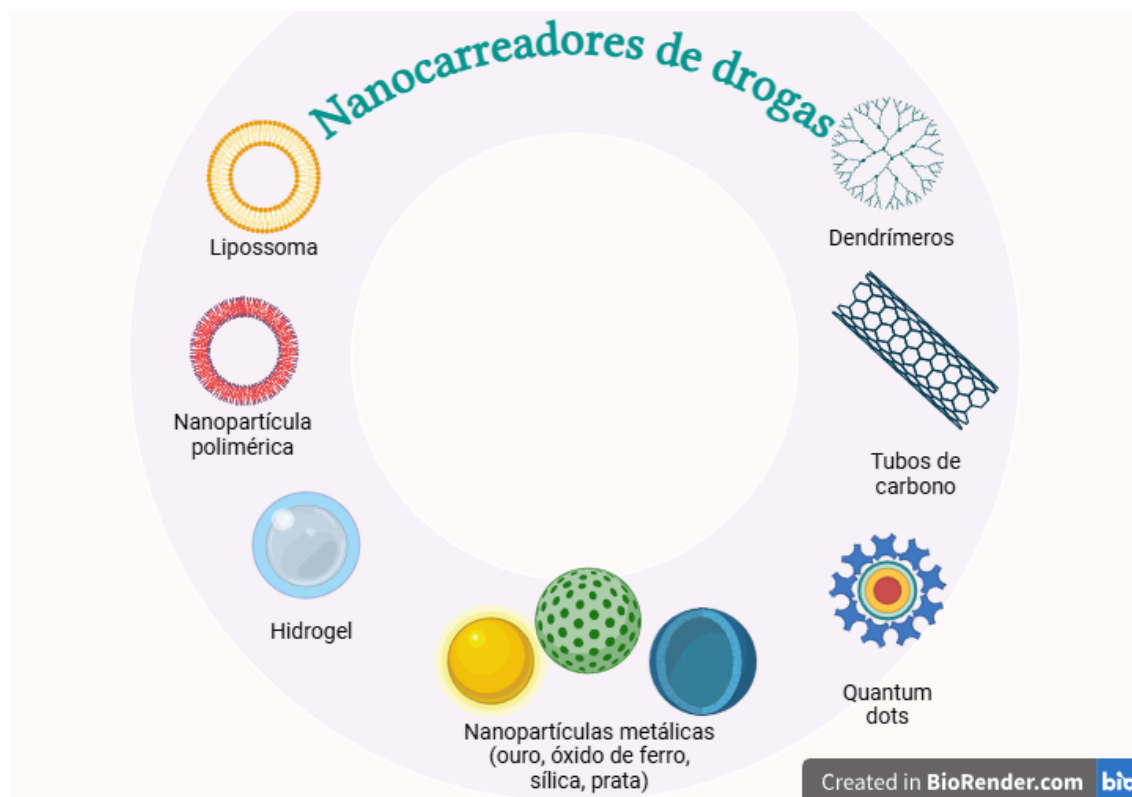 Nanocarreadores de drogas
Lipossoma
Dendrímeros
Nanopartícula
polimérica
Tubos de
carbono
Hidrogel
Quantum
dots
Nanopartículas metálicas
(ouro, óxido de ferro,
sílica, prata)
Created in BioRender.com bio